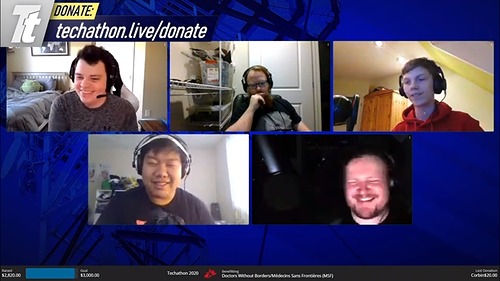 Tt
DONATE:
techathon.live/donate
Raised
$2,820.00
Goal
$3,000.00
Techathon 2020
Benefitting
Doctors Without Borders/Médecins Sans Frontières (MSF)
Last Donation
Corbin$20.00